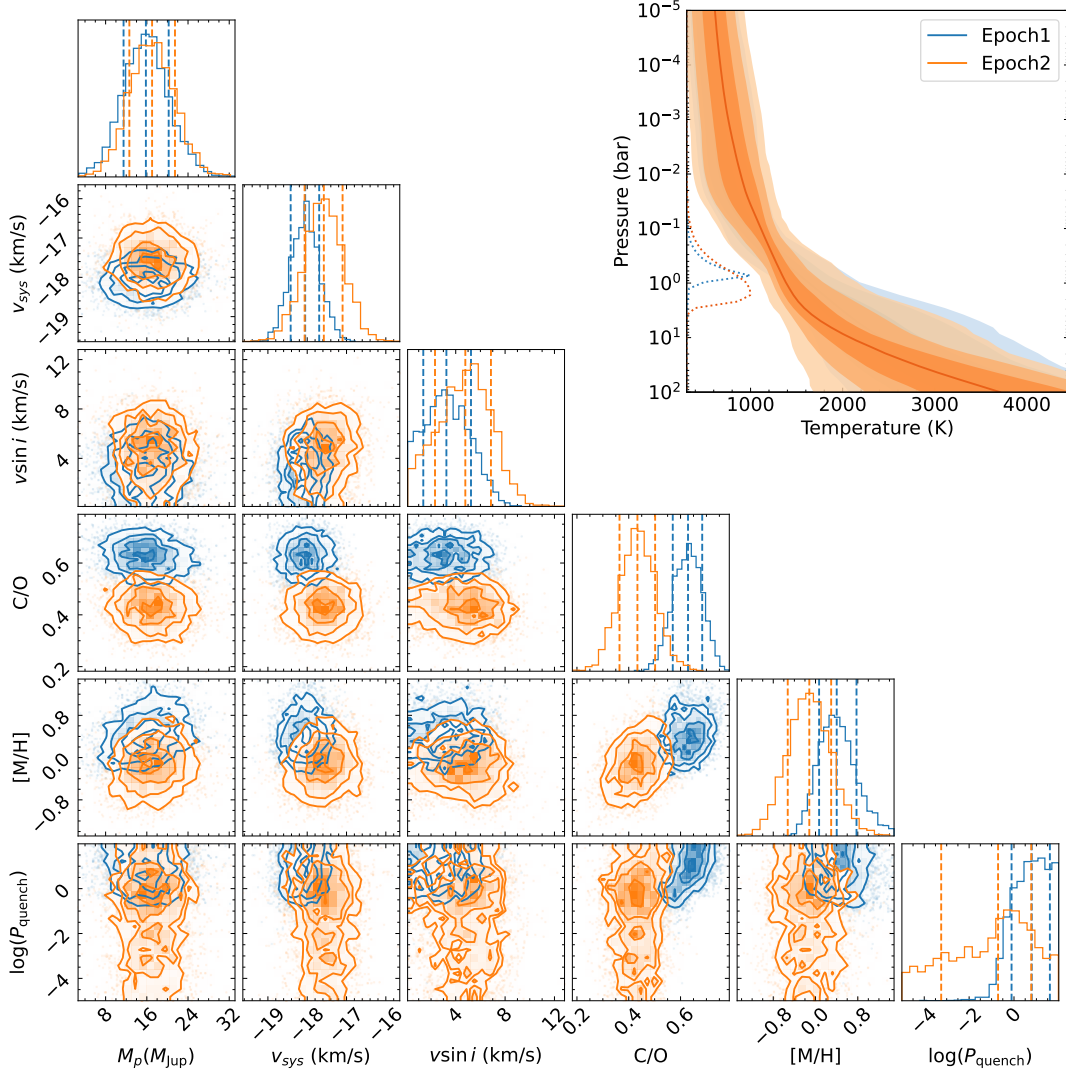 10⁻⁵
Epoch1
Epoch2
10⁻⁴
10⁻³
10⁻²
10⁻¹
10⁰
10¹
10²
Pressure (bar)
1000 2000 3000 4000
Temperature (K)
−16
−17
−18
−19
v_sys (km/s)
12
8
4
v sin i (km/s)
0.6
0.4
0.2
C/O
0.8
0.0
−0.8
[M/H]
0
−2
−4
log(P_quench)
8 16 24 32
−19 −18 −17 −16
4 8 12
0.2 0.4 0.6
−0.8 0.0 0.8
−4 −2 0
M_p(M_Jup)
v_sys (km/s)
v sin i (km/s)
C/O
[M/H]
log(P_quench)